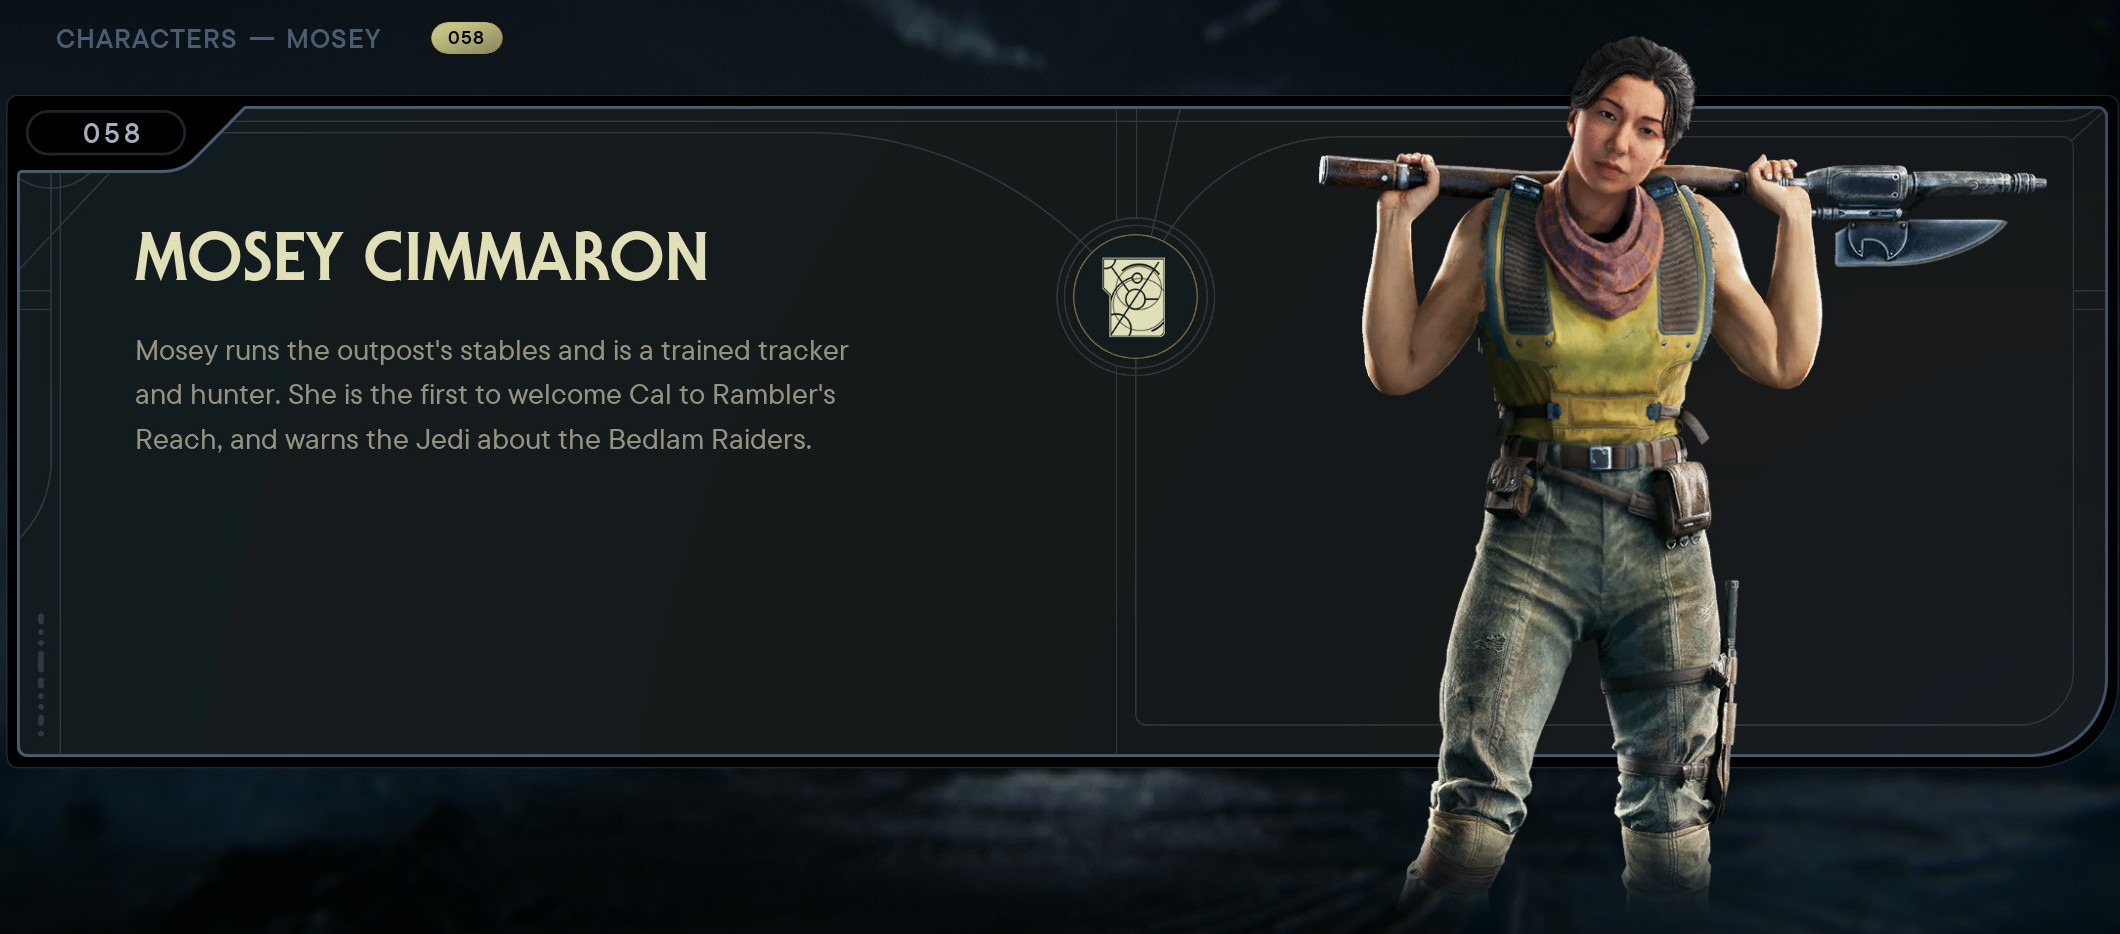 CHARACTERS — MOSEY 058
058
MOSEY CIMMARON
Mosey runs the outpost's stables and is a trained tracker
and hunter. She is the first to welcome Cal to Rambler's
Reach, and warns the Jedi about the Bedlam Raiders.